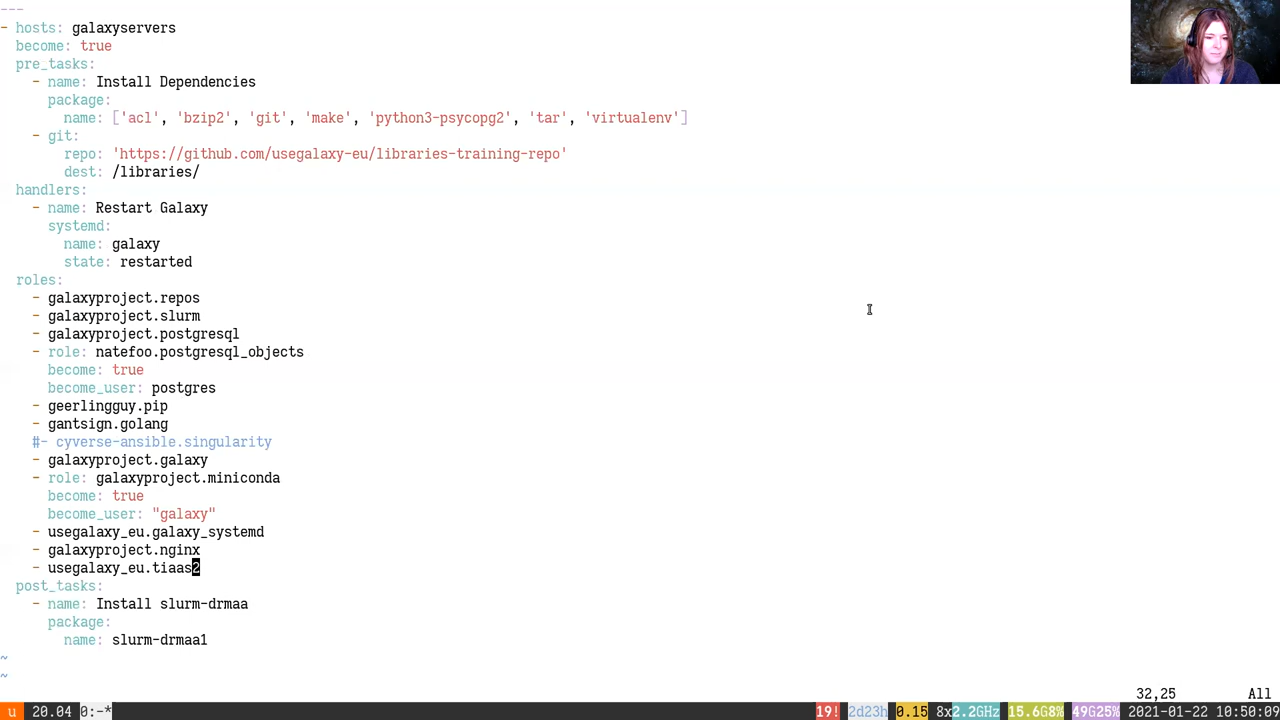 ---
- hosts: galaxyservers
become: true
pre_tasks:
- name: Install Dependencies
package:
name: ['acl', 'bzip2', 'git', 'make', 'python3-psycopg2', 'tar', 'virtualenv']
- git:
repo: 'https://github.com/usegalaxy-eu/libraries-training-repo'
dest: /libraries/
handlers:
- name: Restart Galaxy
systemd:
name: galaxy
state: restarted
roles:
- galaxyproject.repos
- galaxyproject.slurm
- galaxyproject.postgresql
- role: natefoo.postgresql_objects
become: true
become_user: postgres
- geerlingguy.pip
- gantsign.golang
#- cyverse-ansible.singularity
- galaxyproject.galaxy
- role: galaxyproject.miniconda
become: true
become_user: "galaxy"
- usegalaxy_eu.galaxy_systemd
- galaxyproject.nginx
- usegalaxy_eu.tiaas2
post_tasks:
- name: Install slurm-drmaa
package:
name: slurm-drmaa1
~
~
32,25 All
u 20.04 0:-* 19! 2d23h 0.15 8x2.2GHz 15.6G8% 49G25% 2021-01-22 10:50:09